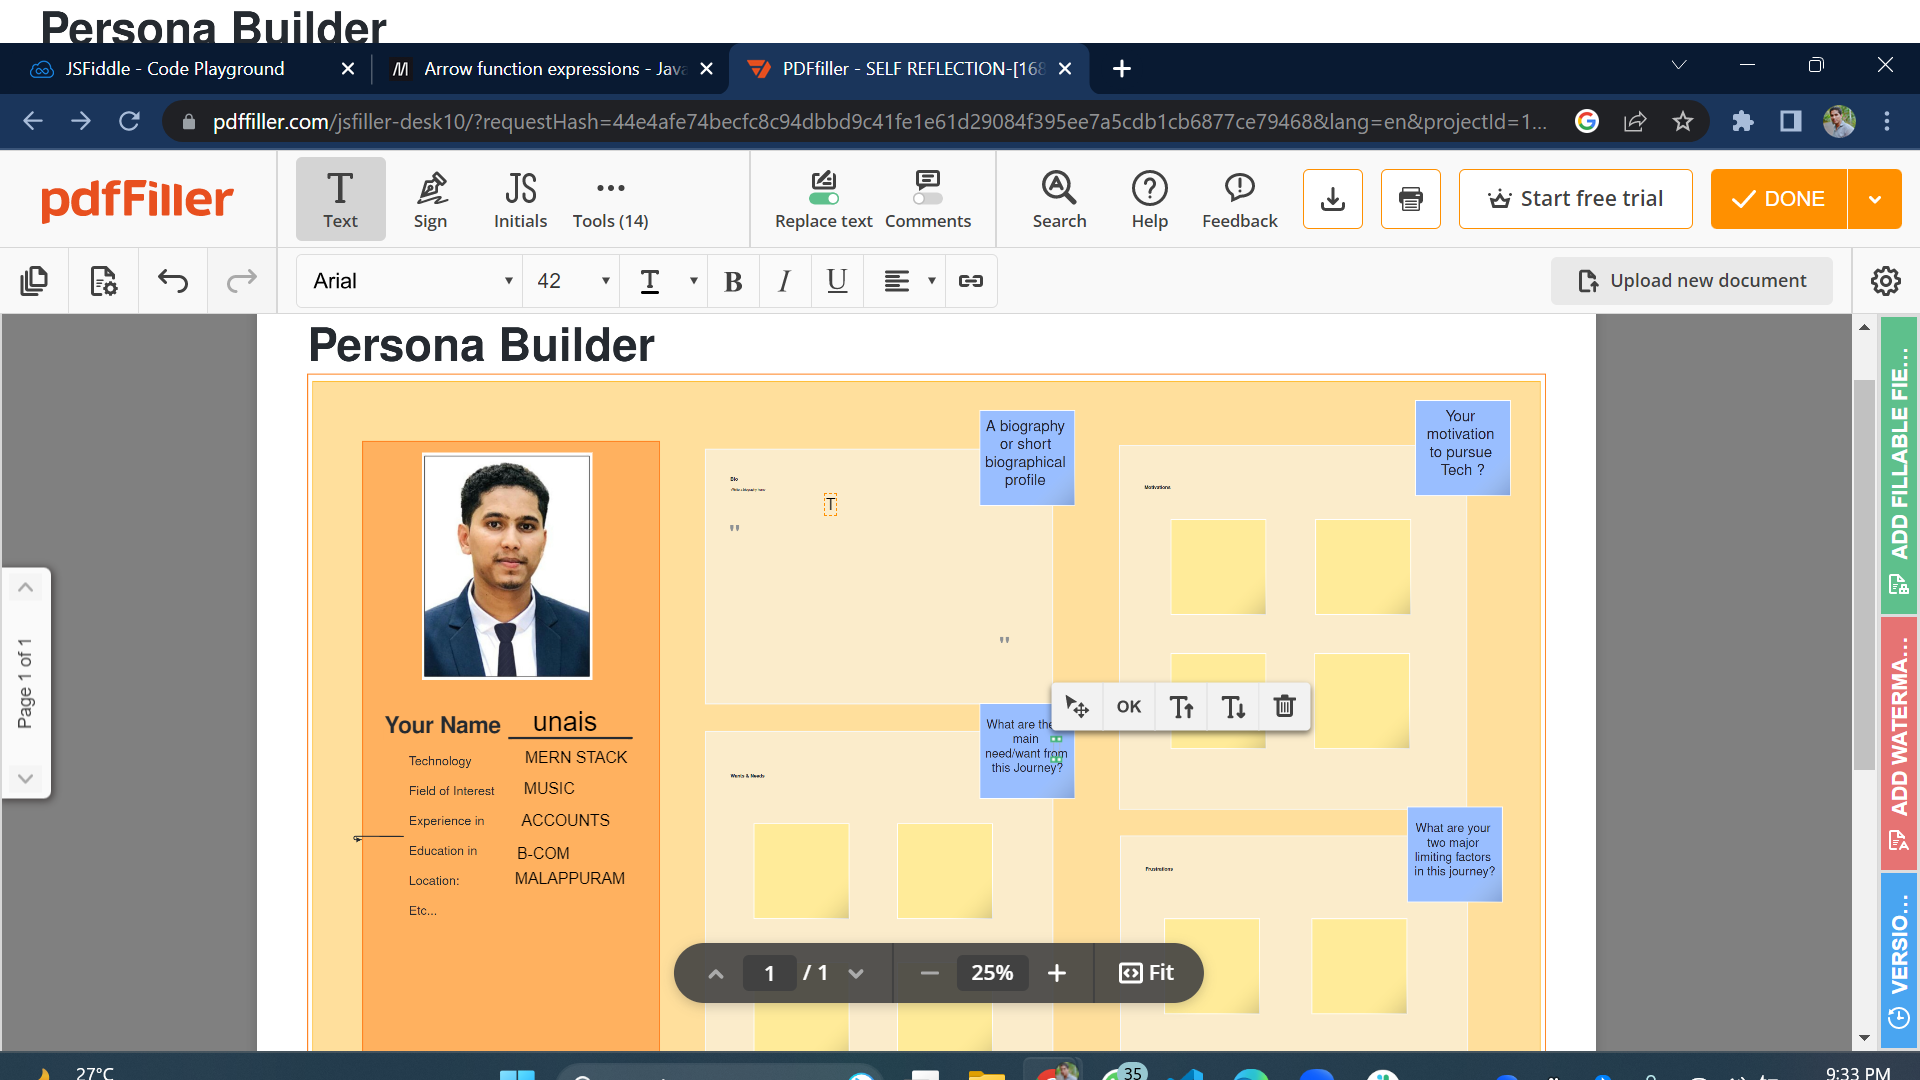 Persona Builder
JSFiddle - Code Playground
Arrow function expressions - Java
PDFfiller - SELF REFLECTION-[168
pdffiller.com/jsfiller-desk10/?requestHash=44e4afe74becfc8c94dbbd9c41fe1e61d29084f395ee7a5cdb1cb6877ce79468&lang=en&projectId=1...
pdfFiller
Text
Sign
JS
Initials
Tools (14)
Replace text
Comments
Search
Help
Feedback
Start free trial
DONE
Arial
42
T
B
I
U
Upload new document
Persona Builder
A biography
or short
biographical
profile
Your
motivation
to pursue
Tech ?
Bio
T
"
"
Motivations
Your Name unais
Technology MERN STACK
Field of Interest MUSIC
Experience in ACCOUNTS
Education in B-COM
Location: MALAPPURAM
Etc...
OK
What are the
main
need/want from
this Journey?
Wants & Needs
What are your
two major
limiting factors
in this journey?
Frustrations
Page 1 of 1
ADD FILLABLE FIE...
ADD WATERMA...
VERSIO...
1 / 1
25%
Fit
27°C
35
9:33 PM